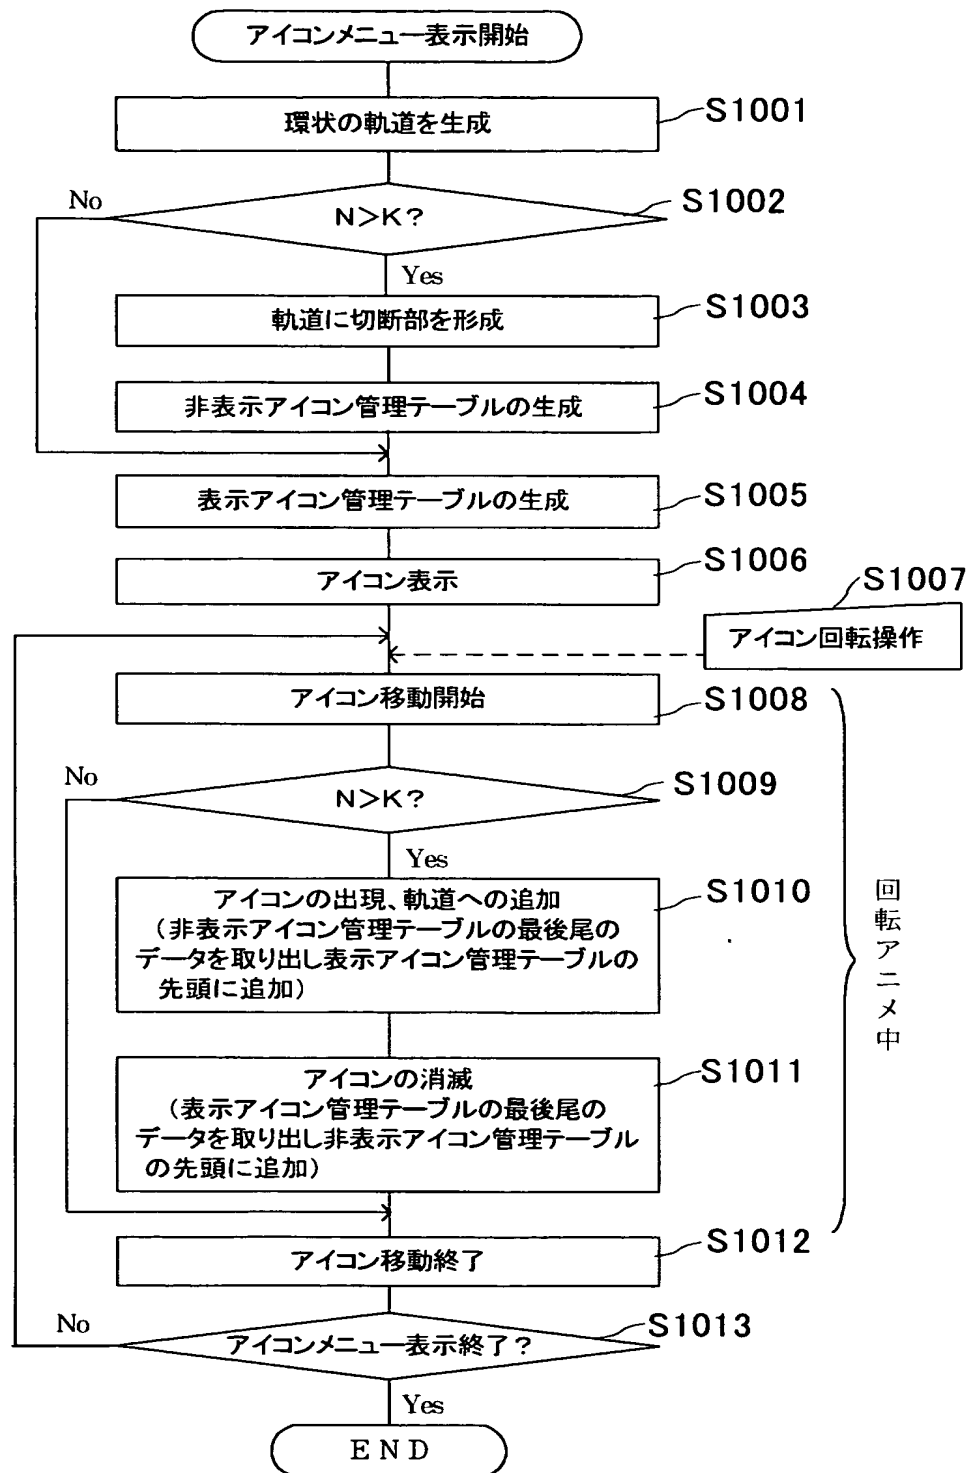 アイコンメニュー表示開始
環状の軌道を生成
S1001
No
N>K?
S1002
Yes
軌道に切断部を形成
S1003
非表示アイコン管理テーブルの生成
S1004
表示アイコン管理テーブルの生成
S1005
アイコン表示
S1006
S1007
アイコン回転操作
アイコン移動開始
S1008
No
N>K?
S1009
Yes
アイコンの出現、軌道への追加
(非表示アイコン管理テーブルの最後尾の
データを取り出し表示アイコン管理テーブルの
先頭に追加)
S1010
回転アニメ中
アイコンの消滅
(表示アイコン管理テーブルの最後尾の
データを取り出し非表示アイコン管理テーブル
の先頭に追加)
S1011
アイコン移動終了
S1012
No
アイコンメニュー表示終了?
S1013
Yes
END